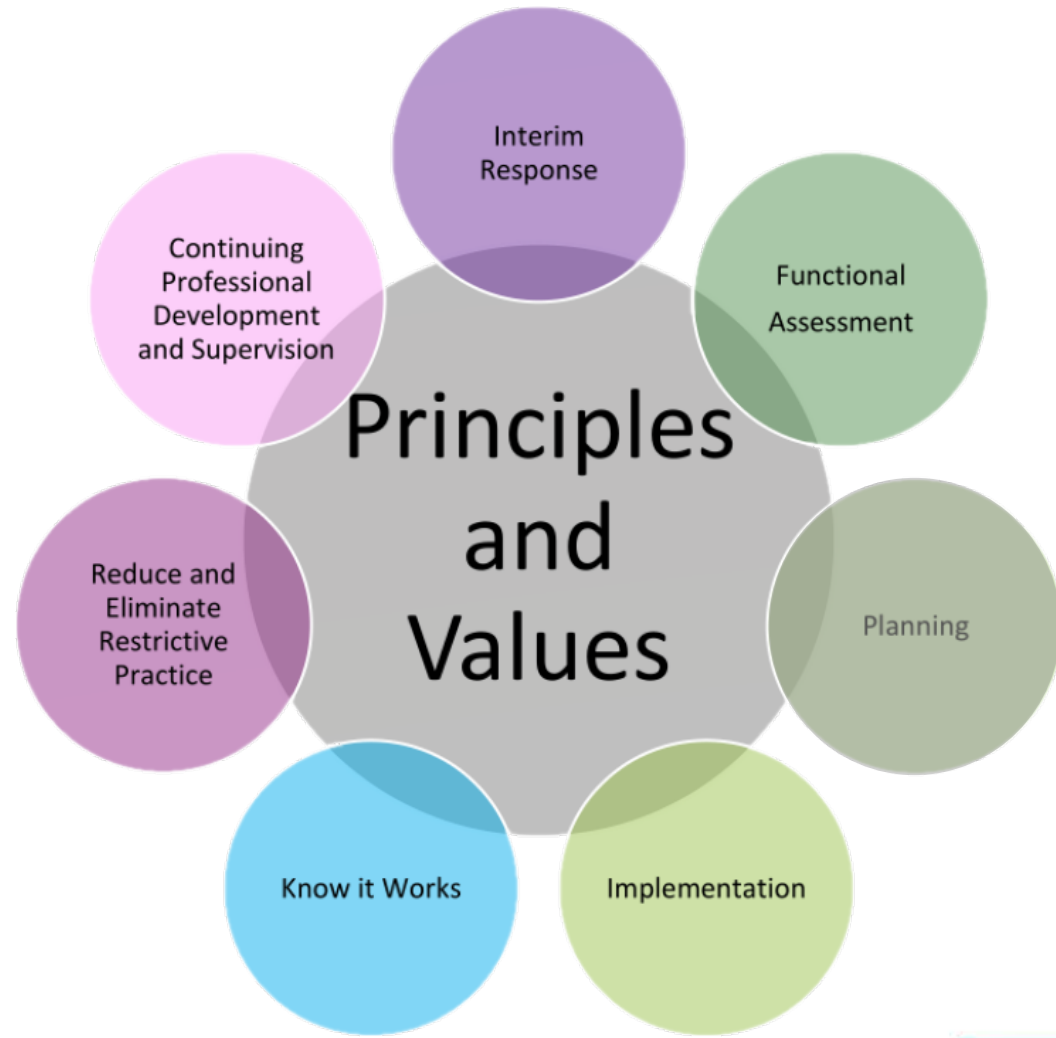 Interim
Response
Functional
Assessment
Planning
Implementation
Know it Works
Reduce and
Eliminate
Restrictive
Practice
Continuing
Professional
Development
and Supervision
Principles
and
Values